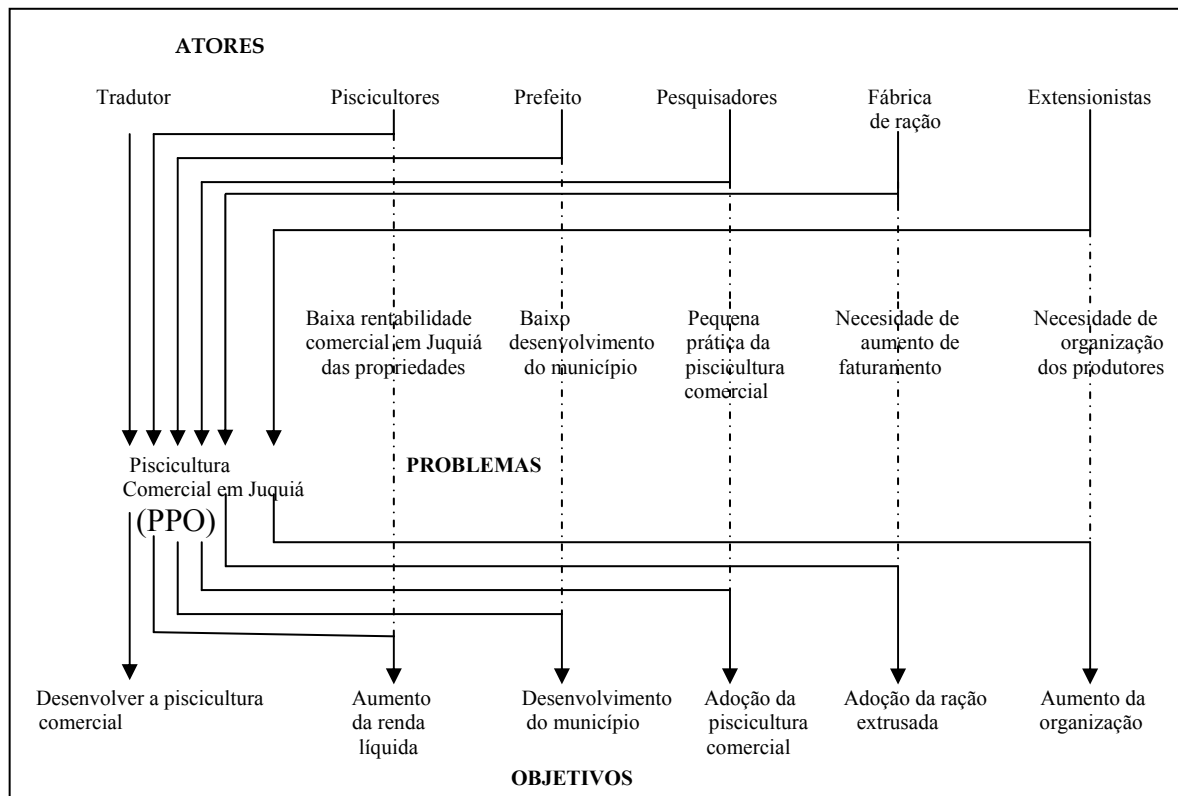 ATORES
Tradutor Piscicultores Prefeito Pesquisadores Fábrica Extensionistas
de ração
Baixa rentabilidade Baixo Pequena Necesidade de Necesidade de
comercial em Juquiá desenvolvimento prática da aumento de organização
das propriedades do município piscicultura faturamento dos produtores
comercial
Piscicultura PROBLEMAS
Comercial em Juquiá
(PPO)
Desenvolver a piscicultura Aumento Desenvolvimento Adoção da Adoção da ração Aumento da
comercial da renda do município piscicultura extrusada organização
líquida comercial
OBJETIVOS